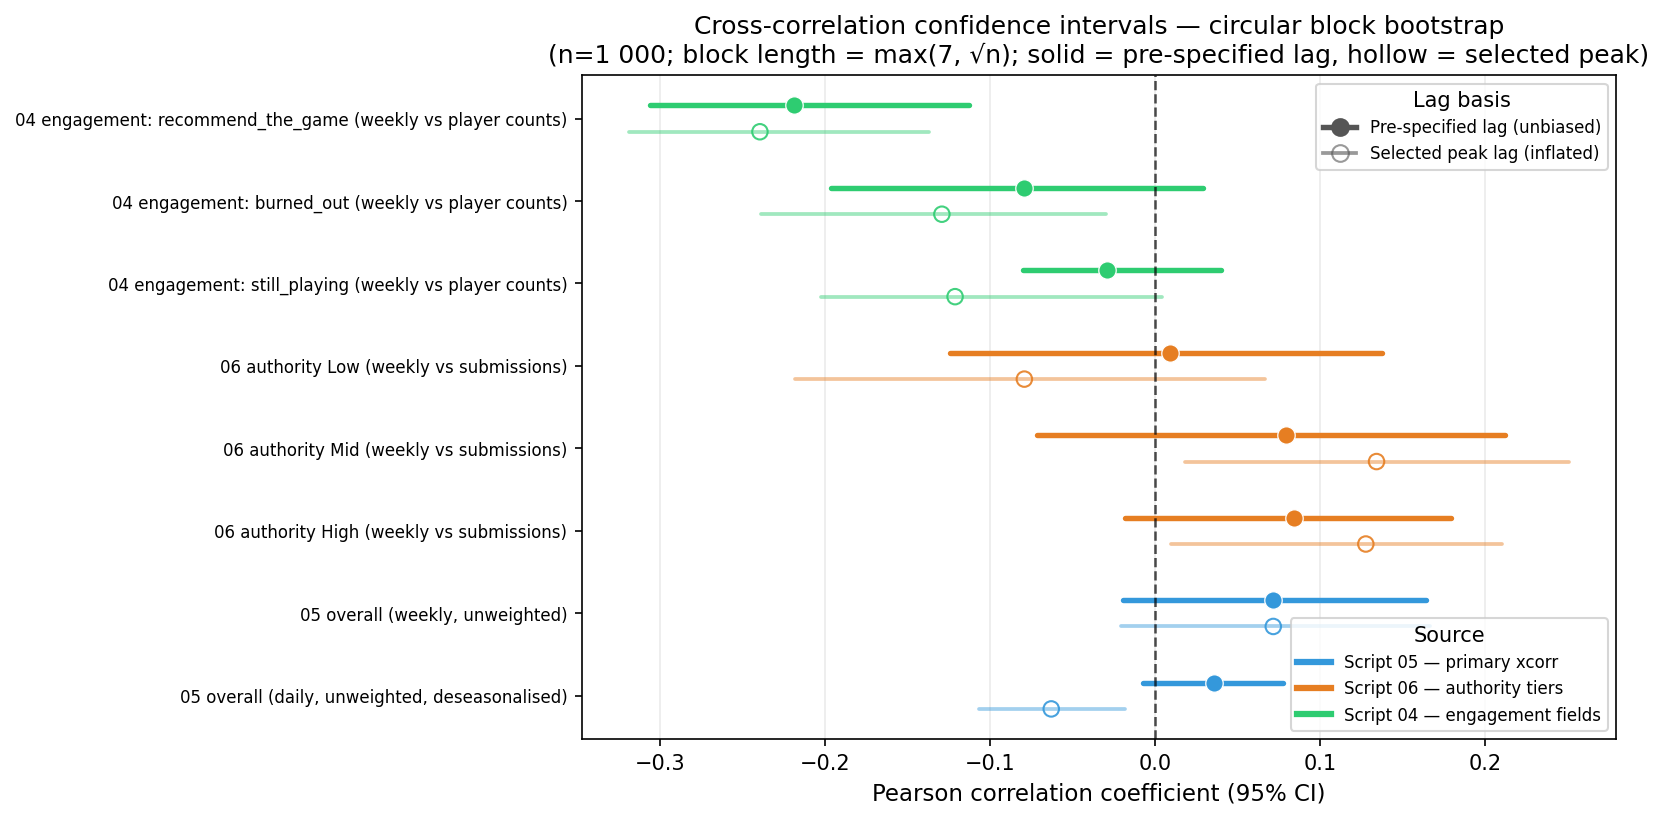 Cross-correlation confidence intervals — circular block bootstrap
(n=1 000; block length = max(7, √n); solid = pre-specified lag, hollow = selected peak)
04 engagement: recommend_the_game (weekly vs player counts)
04 engagement: burned_out (weekly vs player counts)
04 engagement: still_playing (weekly vs player counts)
06 authority Low (weekly vs submissions)
06 authority Mid (weekly vs submissions)
06 authority High (weekly vs submissions)
05 overall (weekly, unweighted)
05 overall (daily, unweighted, deseasonalised)
Lag basis
Pre-specified lag (unbiased)
Selected peak lag (inflated)
Source
Script 05 — primary xcorr
Script 06 — authority tiers
Script 04 — engagement fields
−0.3 −0.2 −0.1 0.0 0.1 0.2
Pearson correlation coefficient (95% CI)